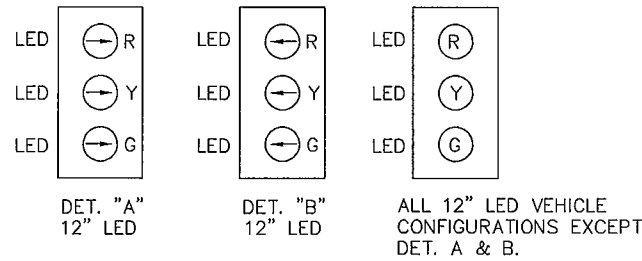 LED R LED R LED R
LED Y LED Y LED Y
LED G LED G LED G
DET. "A" DET. "B" ALL 12" LED VEHICLE
12" LED 12" LED CONFIGURATIONS EXCEPT
DET. A & B.